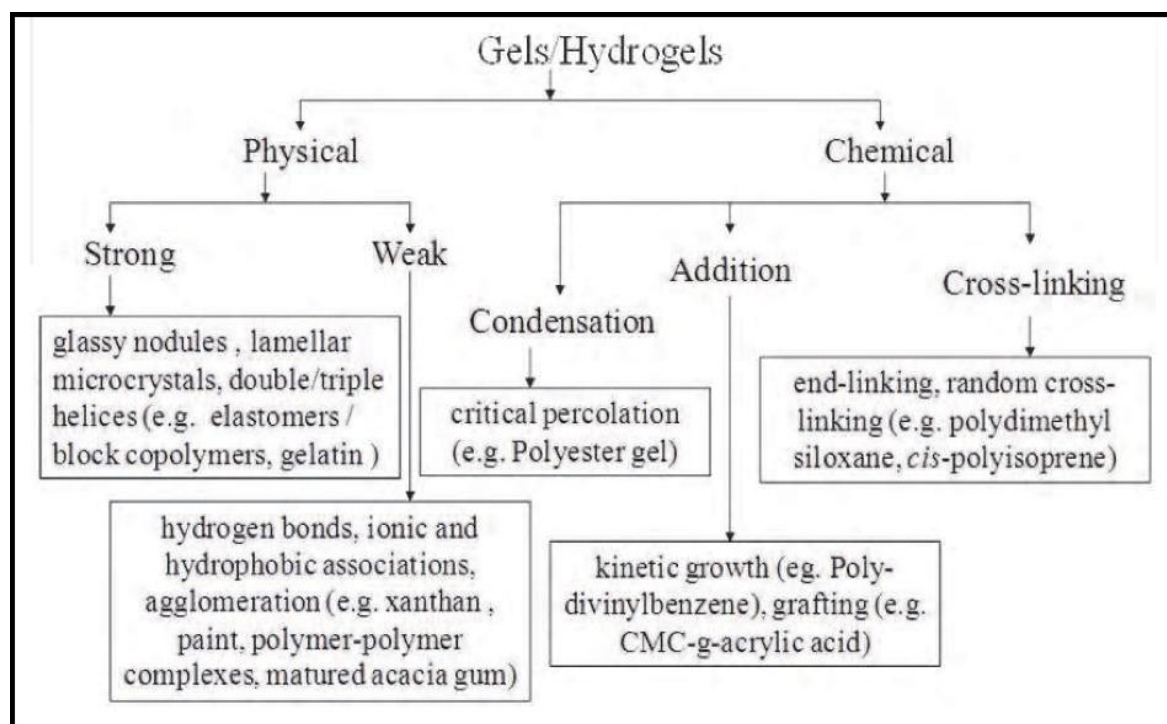 Gels/Hydrogels
Physical
Chemical
Strong
Weak
Condensation
Addition
Cross-linking
glassy nodules , lamellar
microcrystals, double/triple
helices (e.g. elastomers /
block copolymers, gelatin )
hydrogen bonds, ionic and
hydrophobic associations,
agglomeration (e.g. xanthan ,
paint, polymer-polymer
complexes, matured acacia gum)
critical percolation
(e.g. Polyester gel)
kinetic growth (eg. Poly-
divinylbenzene), grafting (e.g.
CMC-g-acrylic acid)
end-linking, random cross-
linking (e.g. polydimethyl
siloxane, cis-polyisoprene)